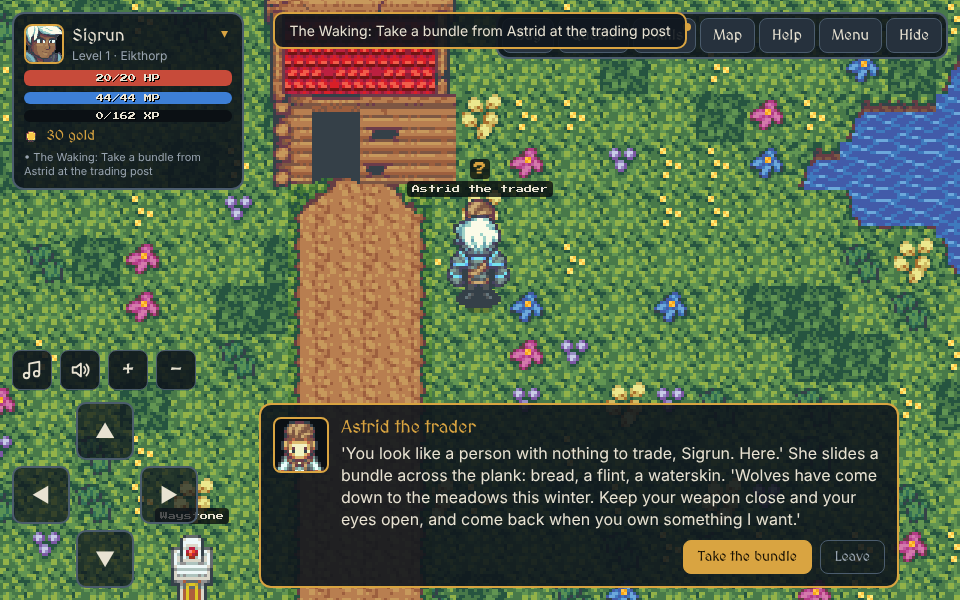 Sigrun
Level 1 · Eikthorp
20/20 HP
44/44 MP
0/162 XP
30 gold
• The Waking: Take a bundle from
Astrid at the trading post
The Waking: Take a bundle from Astrid at the trading post
Map
Help
Menu
Hide
?
Astrid the trader
+
-
Waystone
Astrid the trader
'You look like a person with nothing to trade, Sigrun. Here.' She slides a
bundle across the plank: bread, a flint, a waterskin. 'Wolves have come
down to the meadows this winter. Keep your weapon close and your
eyes open, and come back when you own something I want.'
Take the bundle
Leave